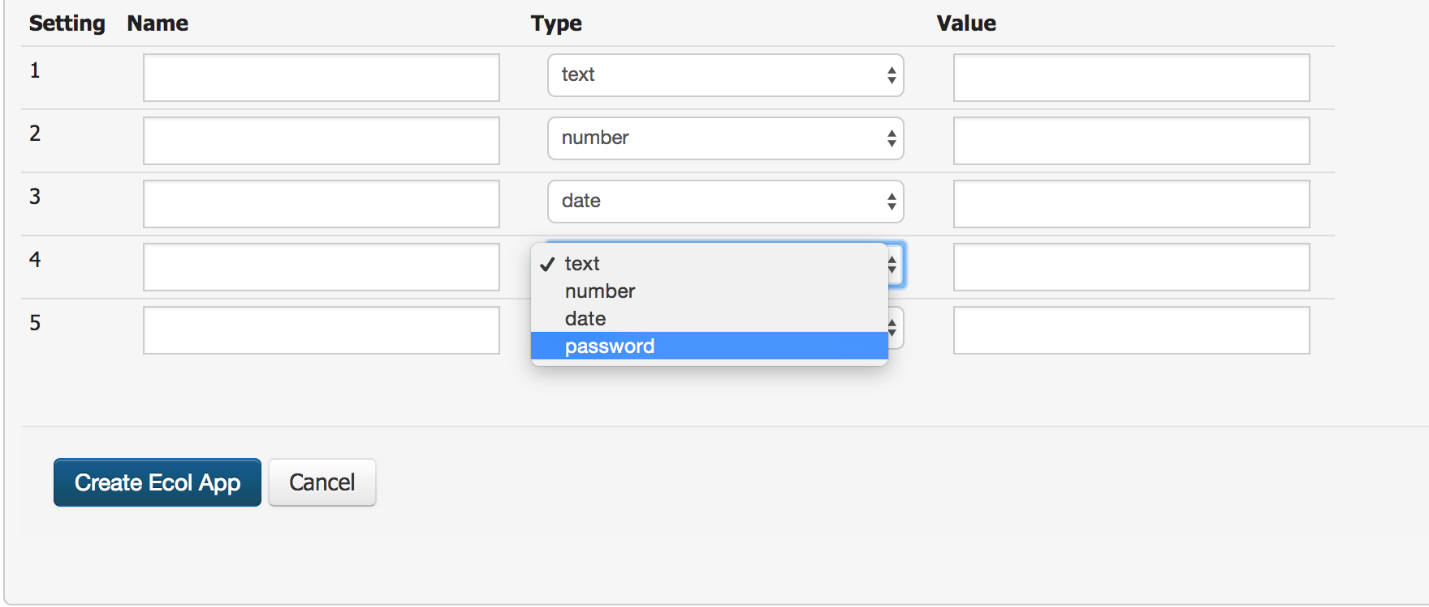 Setting Name Type Value
1 text
2 number
3 date
4 ✓ text
number
date
5
password
Create Ecol App Cancel